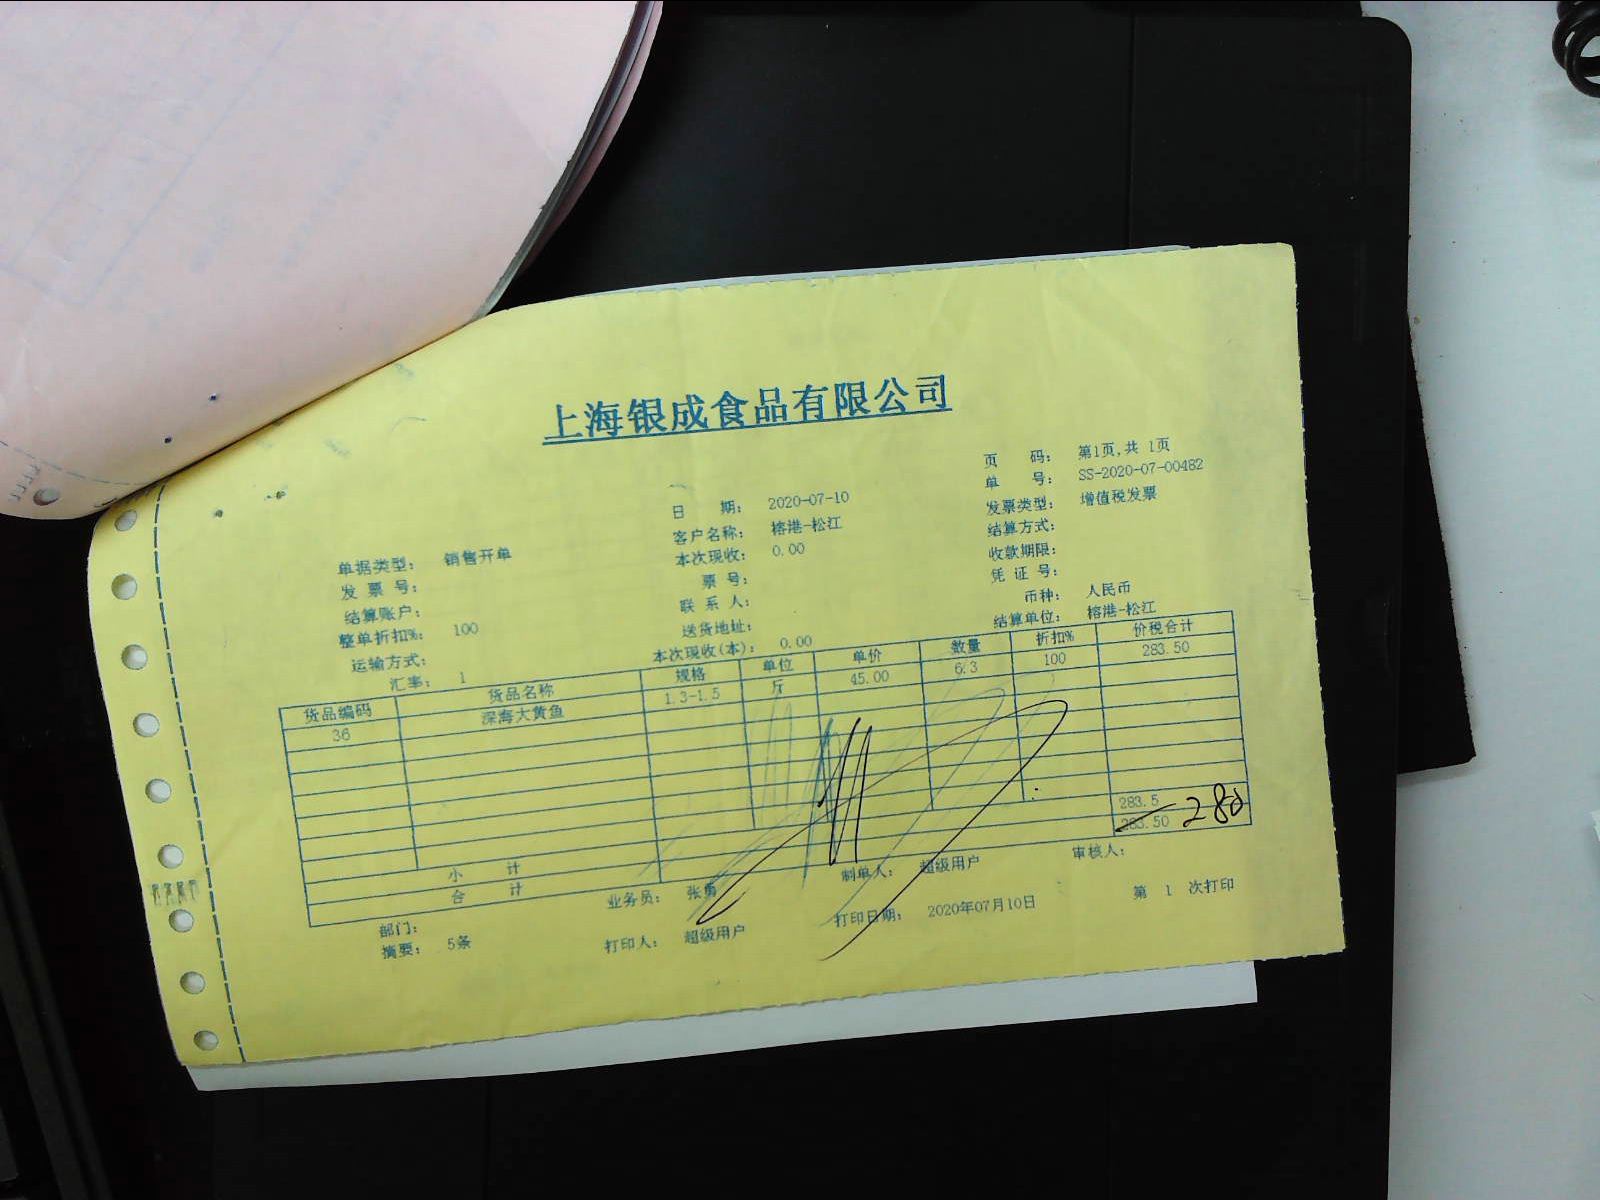 上海银成食品有限公司
页 码： 第1页,共 1页
单 号： SS-2020-07-00482
日 期： 2020-07-10
发票类型： 增值税发票
客户名称： 榕港-松江
结算方式：
单据类型： 销售开单
本次现收： 0.00
收款期限：
发 票 号：
票 号：
凭 证 号：
结算账户：
联 系 人：
币种： 人民币
整单折扣%： 100
送货地址：
结算单位： 榕港-松江
运输方式：
本次现收(本)： 0.00
汇率： 1
货品编码 货品名称 规格 单位 单价 数量 折扣% 价税合计
36 深海大黄鱼 1.3-1.5 斤 45.00 6.3 100 283.50
小 计 283.5
合 计 283.50 280
部门： 业务员： 张勇 制单人： 超级用户 审核人：
摘要： 5条 打印人： 超级用户 打印日期： 2020年07月10日 第 1 次打印